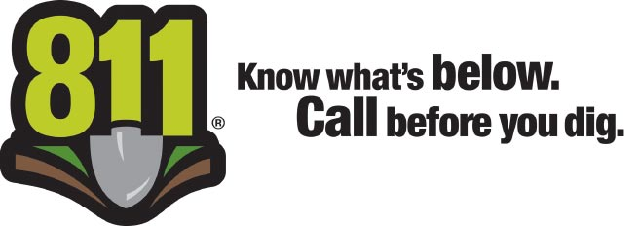 811®
Know what's below.
Call before you dig.